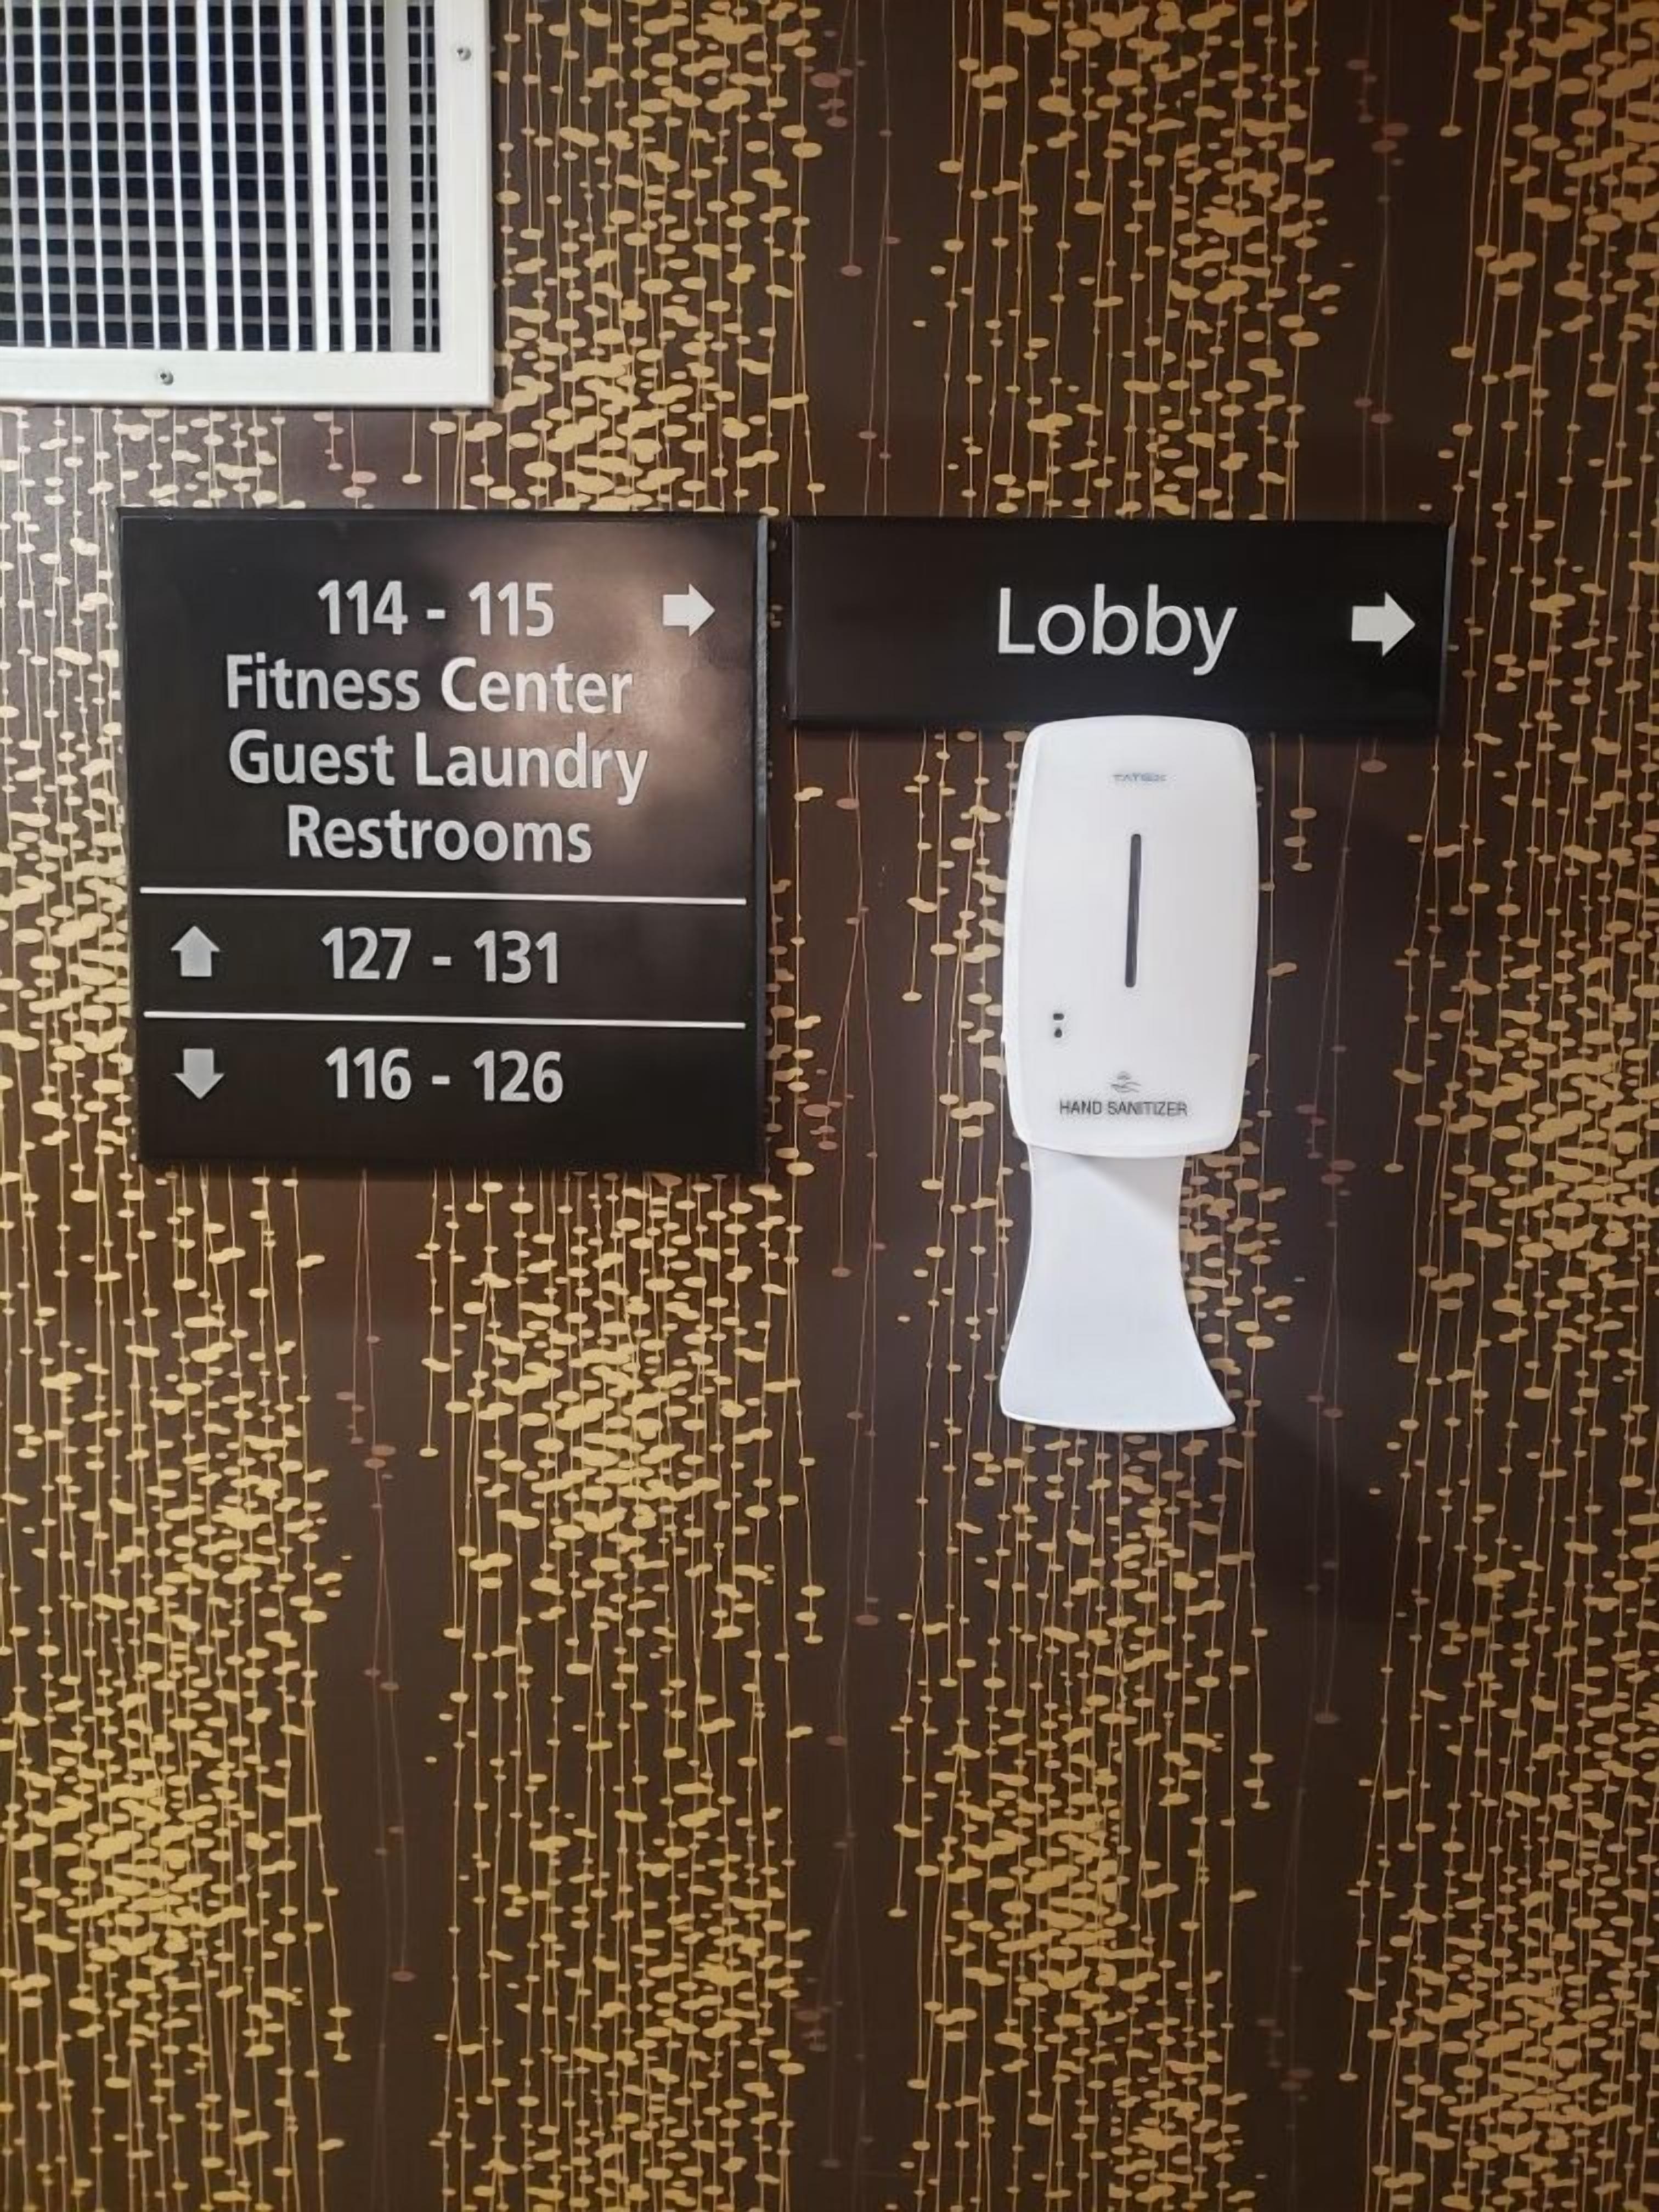 114 - 115
Fitness Center
Guest Laundry
Restrooms
127 - 131
116 - 126
Lobby
HAND SANITIZER